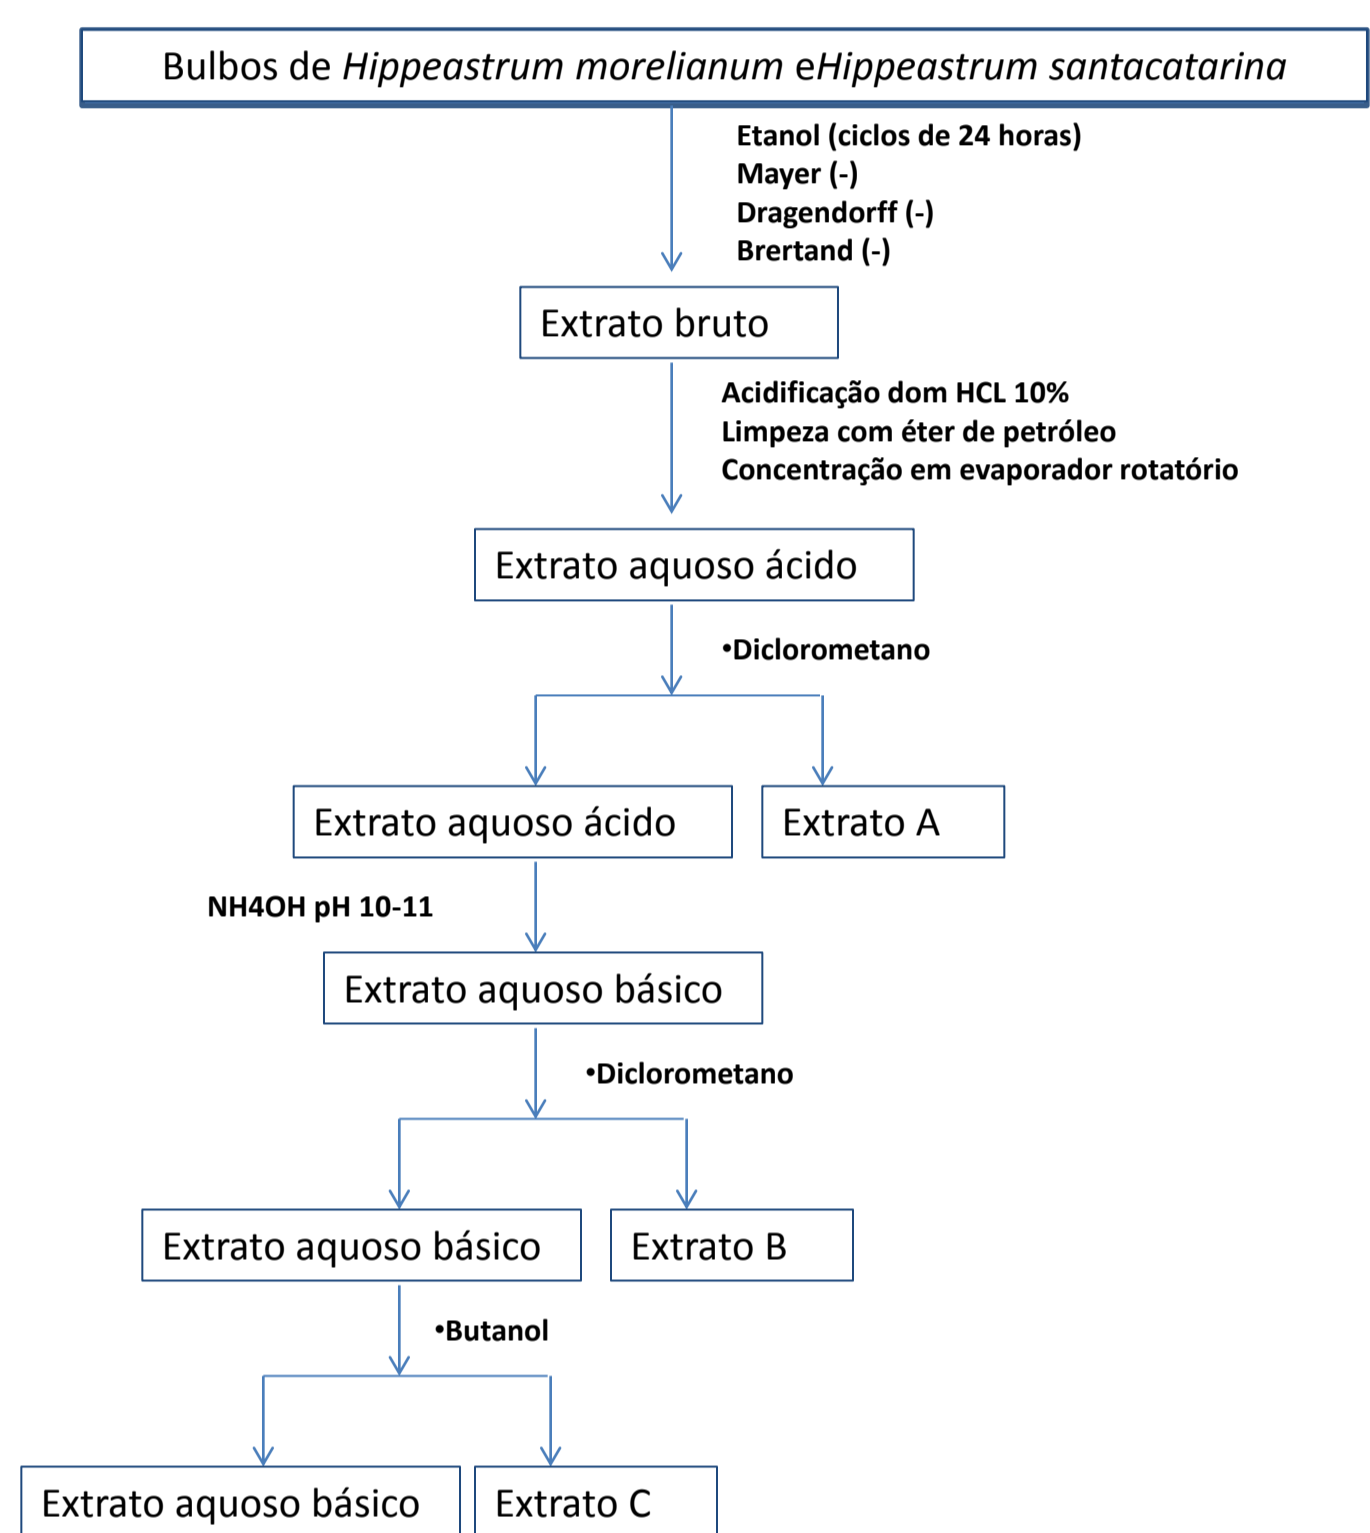 Bulbos de Hippeastrum morelianum eHippeastrum santacatarina
Etanol (ciclos de 24 horas)
Mayer (-)
Dragendorff (-)
Brertand (-)
Extrato bruto
Acidificação dom HCL 10%
Limpeza com éter de petróleo
Concentração em evaporador rotatório
Extrato aquoso ácido
•Diclorometano
Extrato aquoso ácido
Extrato A
NH4OH pH 10-11
Extrato aquoso básico
•Diclorometano
Extrato aquoso básico
Extrato B
•Butanol
Extrato aquoso básico
Extrato C